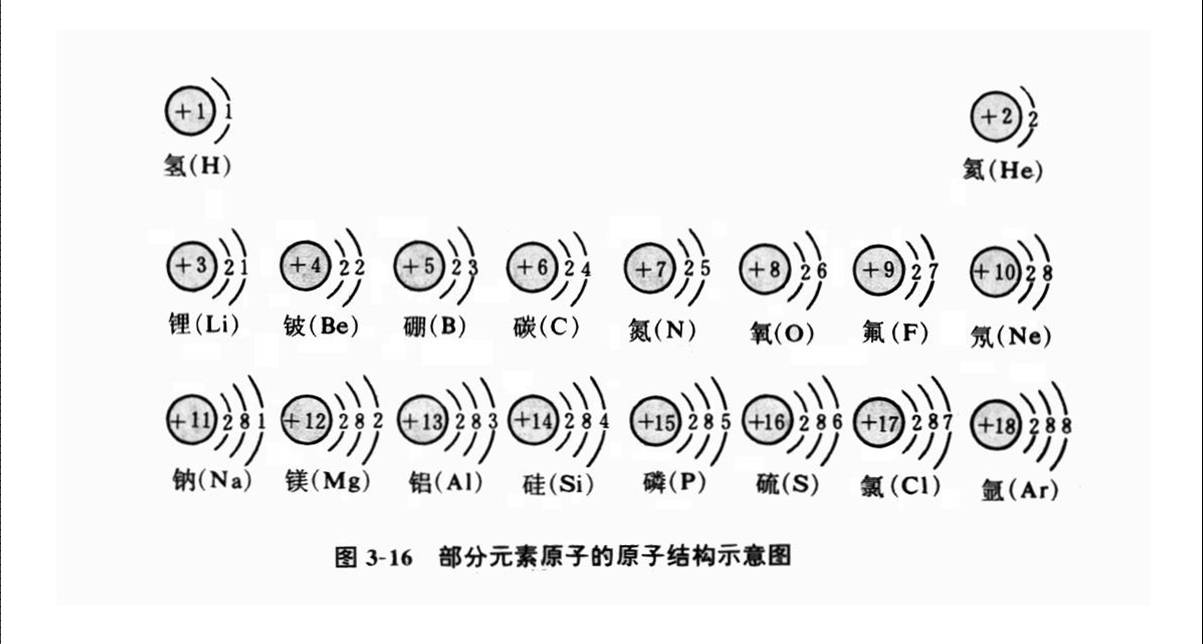 +1 1 +2 2
氢(H) 氦(He)
+3 2 1 +4 2 2 +5 2 3 +6 2 4 +7 2 5 +8 2 6 +9 2 7 +10 2 8
锂(Li) 铍(Be) 硼(B) 碳(C) 氮(N) 氧(O) 氟(F) 氖(Ne)
+11 2 8 1 +12 2 8 2 +13 2 8 3 +14 2 8 4 +15 2 8 5 +16 2 8 6 +17 2 8 7 +18 2 8 8
钠(Na) 镁(Mg) 铝(Al) 硅(Si) 磷(P) 硫(S) 氯(Cl) 氩(Ar)
图 3-16 部分元素原子的原子结构示意图